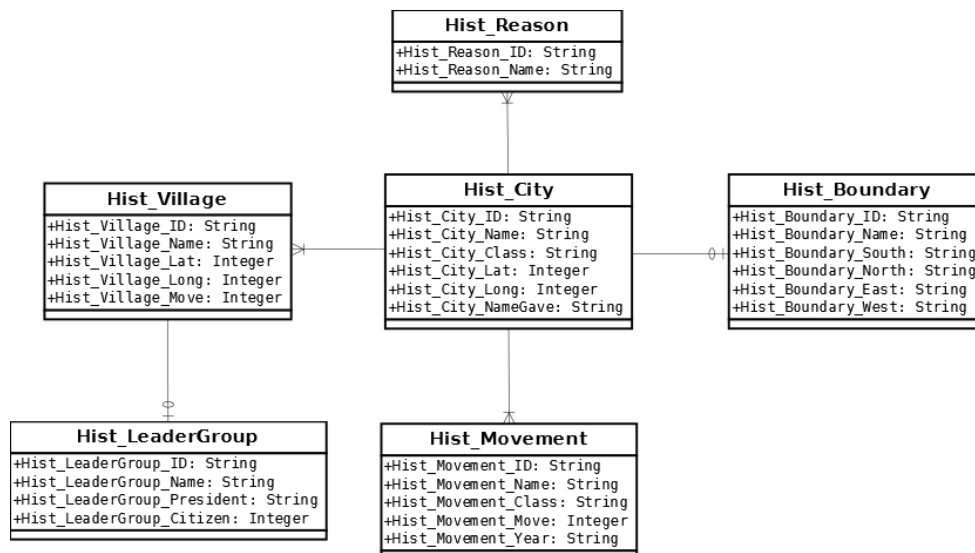 Hist_Reason
+Hist_Reason_ID: String
+Hist_Reason_Name: String
Hist_Village
+Hist_Village_ID: String
+Hist_Village_Name: String
+Hist_Village_Lat: Integer
+Hist_Village_Long: Integer
+Hist_Village_Move: Integer
Hist_City
+Hist_City_ID: String
+Hist_City_Name: String
+Hist_City_Class: String
+Hist_City_Lat: Integer
+Hist_City_Long: Integer
+Hist_City_NameGave: String
Hist_Boundary
+Hist_Boundary_ID: String
+Hist_Boundary_Name: String
+Hist_Boundary_South: String
+Hist_Boundary_North: String
+Hist_Boundary_East: String
+Hist_Boundary_West: String
Hist_LeaderGroup
+Hist_LeaderGroup_ID: String
+Hist_LeaderGroup_Name: String
+Hist_LeaderGroup_President: String
+Hist_LeaderGroup_Citizen: Integer
Hist_Movement
+Hist_Movement_ID: String
+Hist_Movement_Name: String
+Hist_Movement_Class: String
+Hist_Movement_Move: Integer
+Hist_Movement_Year: String